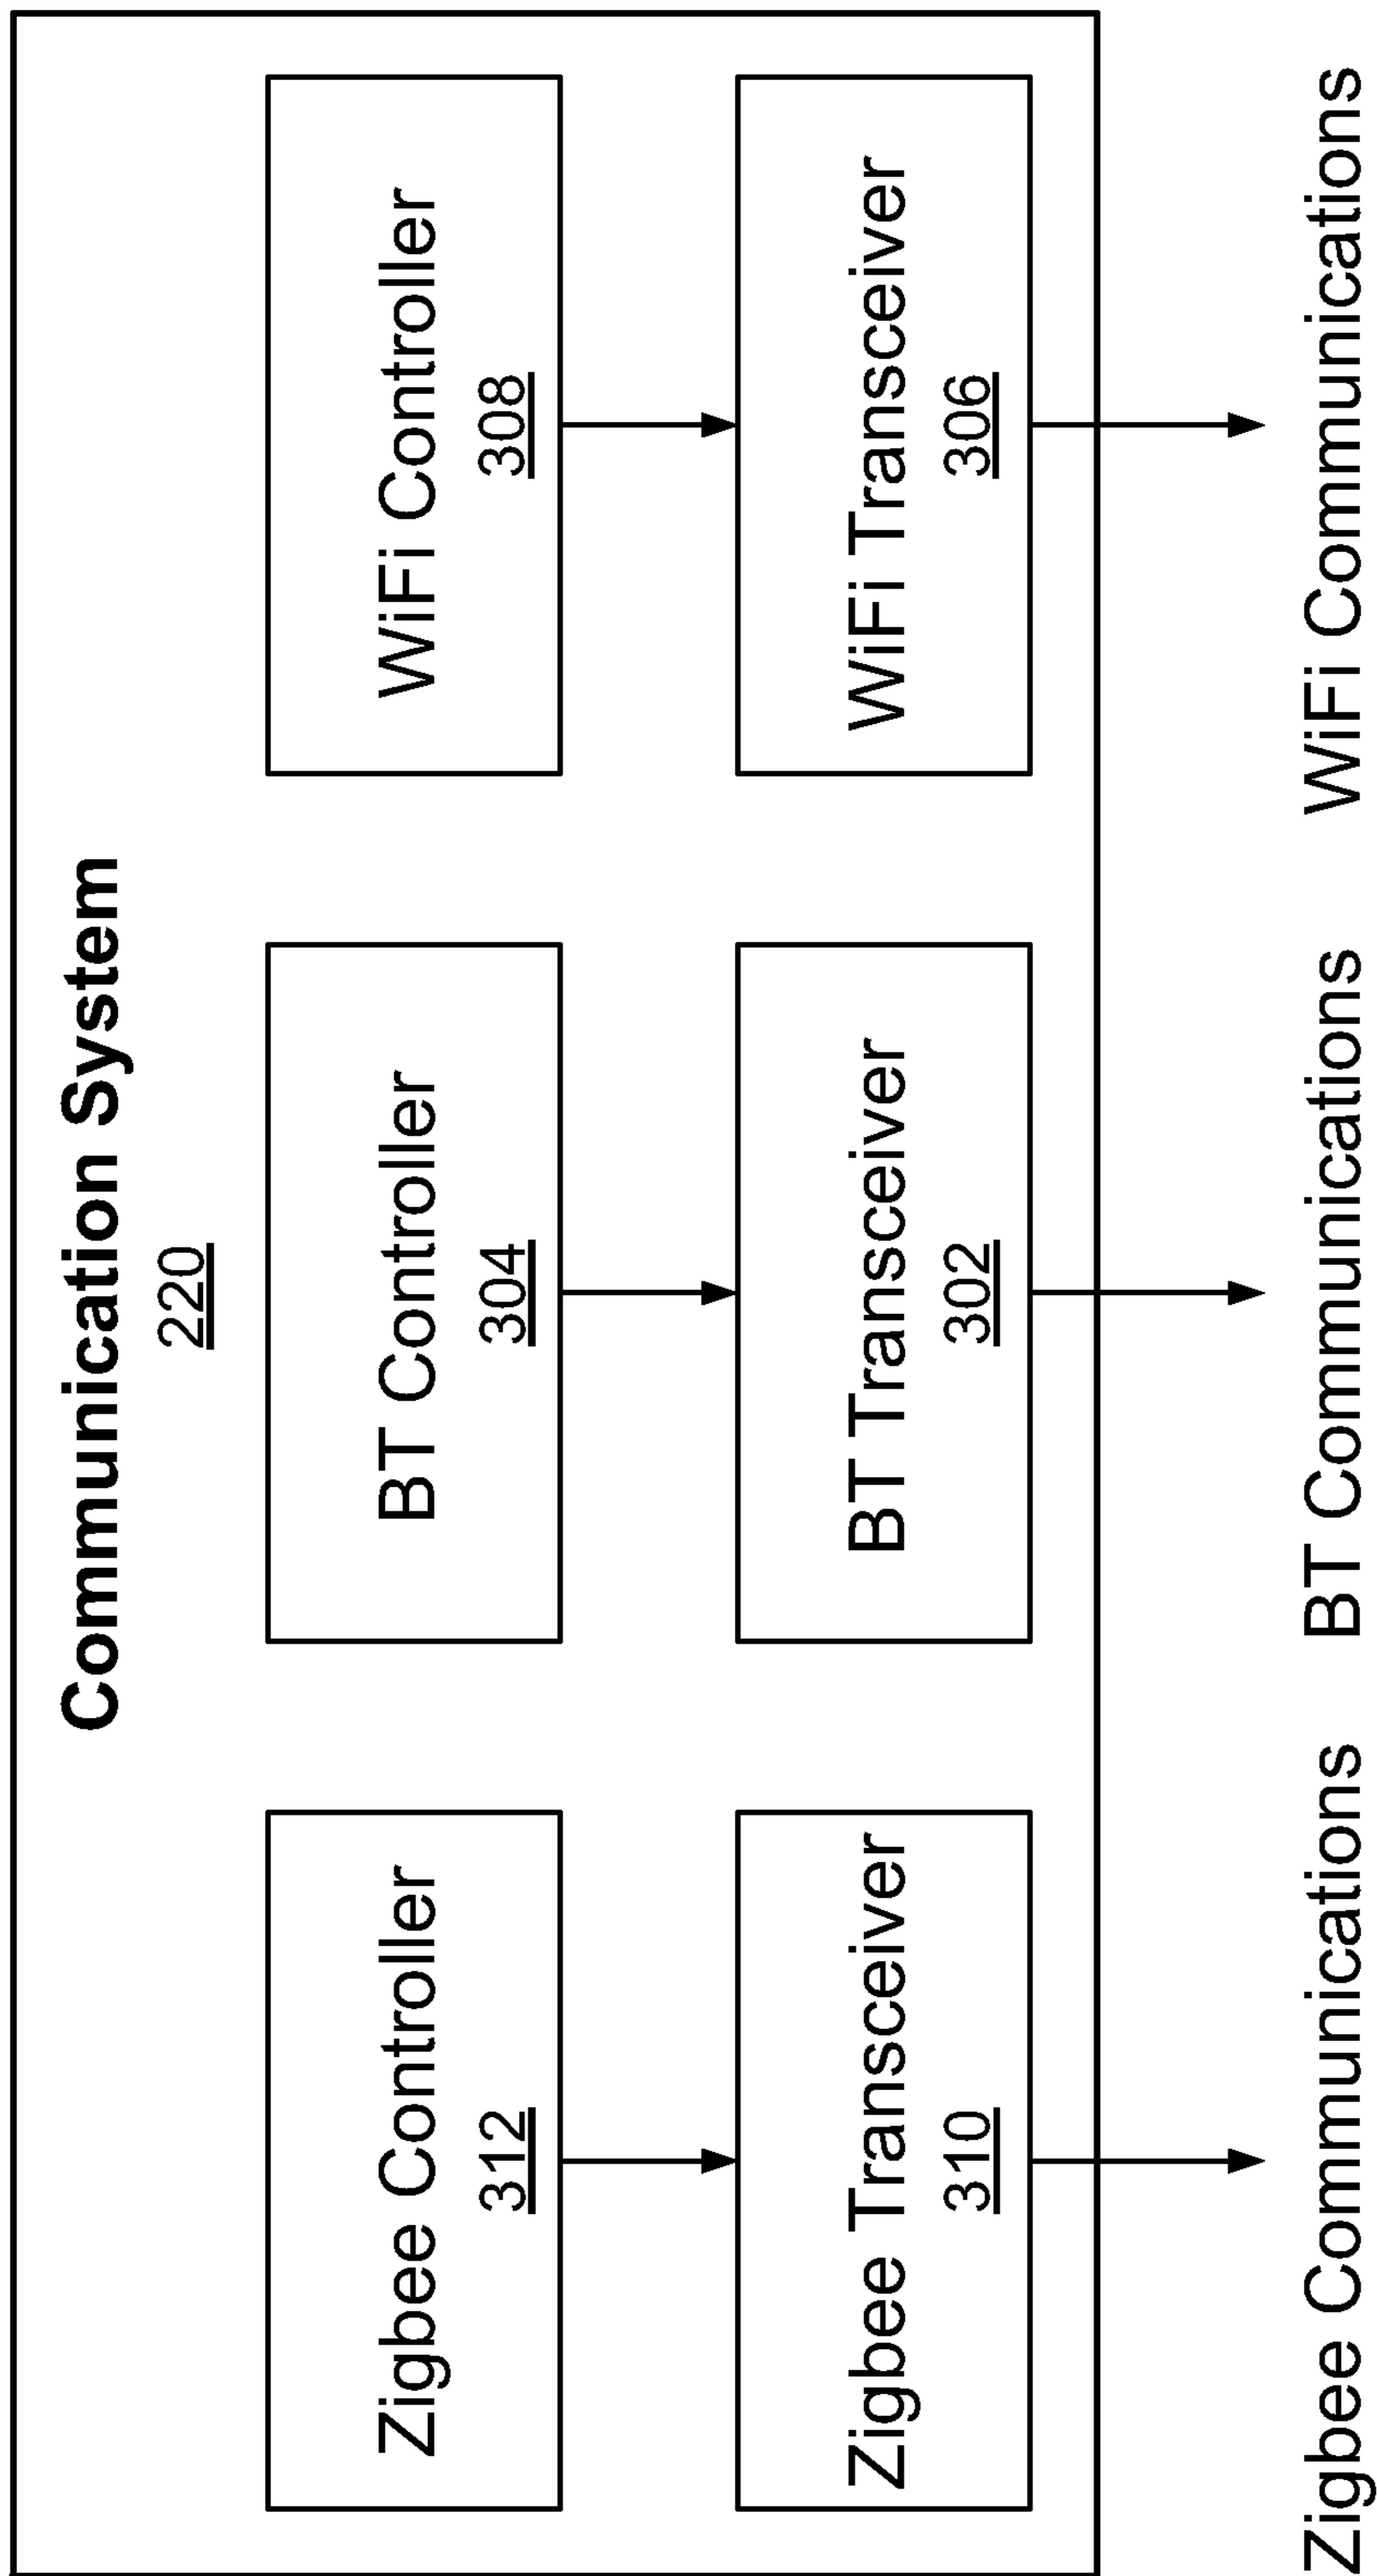 Communication System
220
Zigbee Controller
312
BT Controller
304
WiFi Controller
308
Zigbee Transceiver
310
BT Transceiver
302
WiFi Transceiver
306
Zigbee Communications
BT Communications
WiFi Communications